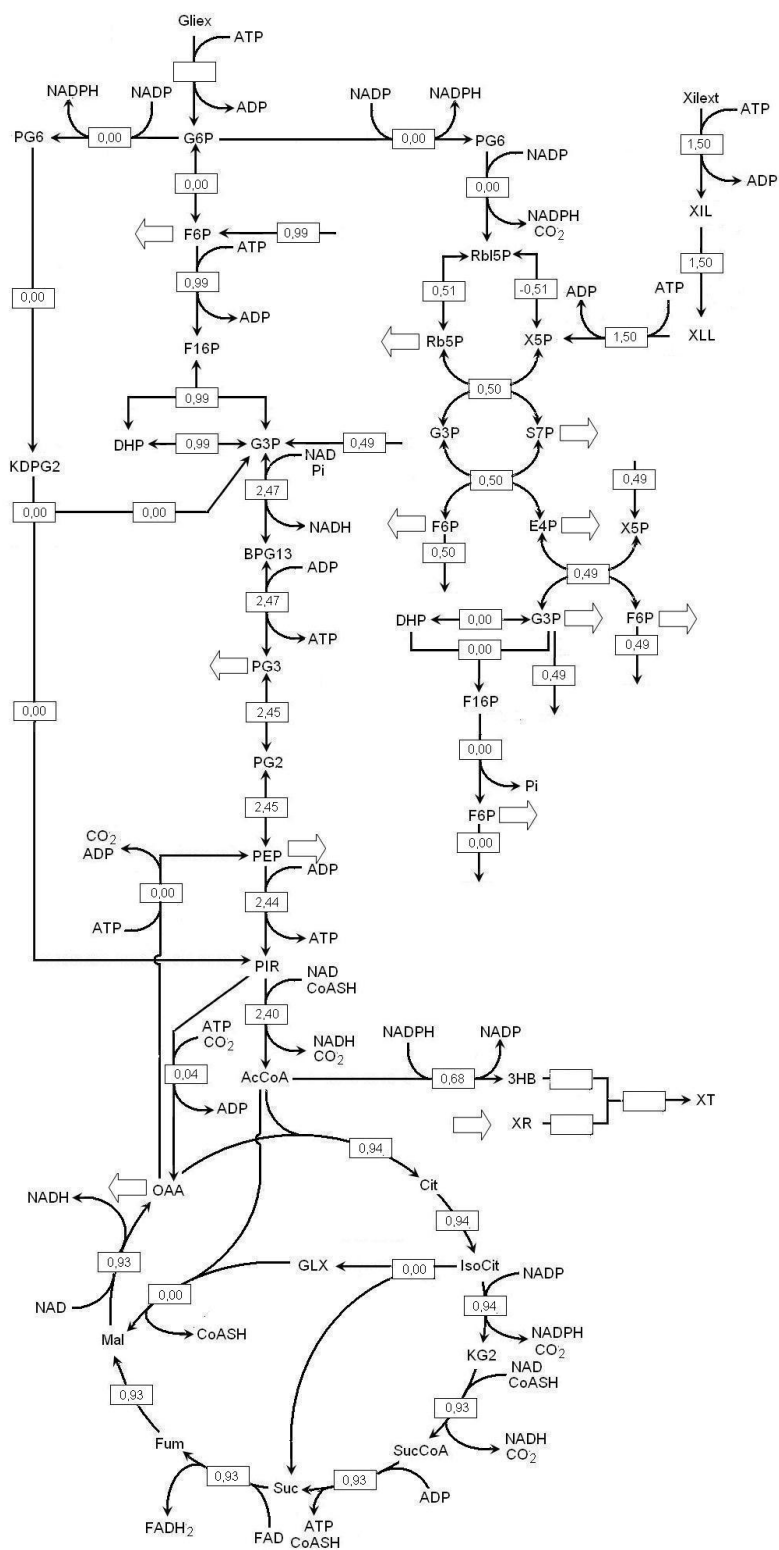 Gliex
ATP
ADP
NADPH NADP NADP NADPH
PG6 0,00 G6P 0,00 PG6
Xilext
ATP
1,50
ADP
XIL
0,00
NADP
0,00
NADPH
CO2
F6P 0,99
ATP
0,99
ADP
F16P
RbI5P
0,51 -0,51
1,50
ADP ATP
Rb5P X5P 1,50 XLL
0,00
0,99
0,50
DHP 0,99 G3P 0,49
G3P S7P
NAD
Pi
KDPG2
2,47
0,50
0,49
0,00 0,00
NADH
F6P E4P X5P
BPG13
0,50
ADP
2,47
0,49
ATP
DHP 0,00 G3P F6P
0,00
0,49
0,49
PG3
F16P
0,00
2,45
PG2
0,00
Pi
2,45
F6P
0,00
CO2
ADP
PEP
ADP
0,00
2,44
ATP
ATP
PIR
NAD
CoASH
2,40
ATP
CO2
NADH
CO2
NADPH NADP
0,04
AcCoA 0,68 3HB
ADP
XT
XR
0,94
Cit
NADH
OAA
0,94
0,93
GLX 0,00 IsoCit
NADP
NAD
0,00
0,94
CoASH
NADPH
CO2
Mal
KG2
NAD
CoASH
0,93
0,93
Fum
SucCoA
NADH
CO2
0,93 Suc 0,93
ADP
FADH2
FAD
ATP
CoASH